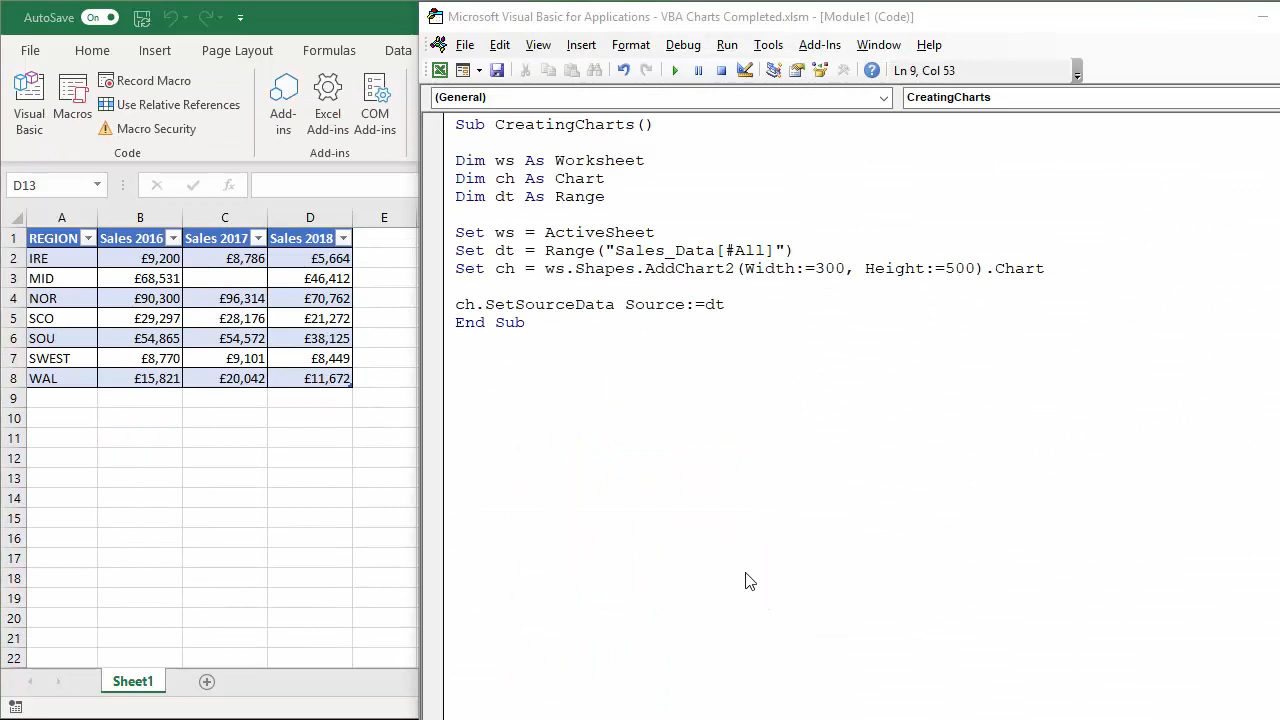 AutoSave On
File Home Insert Page Layout Formulas Data
Record Macro
Use Relative References
Macro Security
Visual Basic
Macros
Code
Add-ins
Excel Add-ins
COM Add-ins
Add-ins
D13
fx
A B C D E
1 REGION Sales 2016 Sales 2017 Sales 2018
2 IRE £9,200 £8,786 £5,664
3 MID £68,531 £46,412
4 NOR £90,300 £96,314 £70,762
5 SCO £29,297 £28,176 £21,272
6 SOU £54,865 £54,572 £38,125
7 SWEST £8,770 £9,101 £8,449
8 WAL £15,821 £20,042 £11,672
9
10
11
12
13
14
15
16
17
18
19
20
21
22
Sheet1
Microsoft Visual Basic for Applications - VBA Charts Completed.xlsm - [Module1 (Code)]
File Edit View Insert Format Debug Run Tools Add-Ins Window Help
Ln 9, Col 53
(General) CreatingCharts
Sub CreatingCharts()
Dim ws As Worksheet
Dim ch As Chart
Dim dt As Range
Set ws = ActiveSheet
Set dt = Range("Sales_Data[#All]")
Set ch = ws.Shapes.AddChart2(Width:=300, Height:=500).Chart
ch.SetSourceData Source:=dt
End Sub